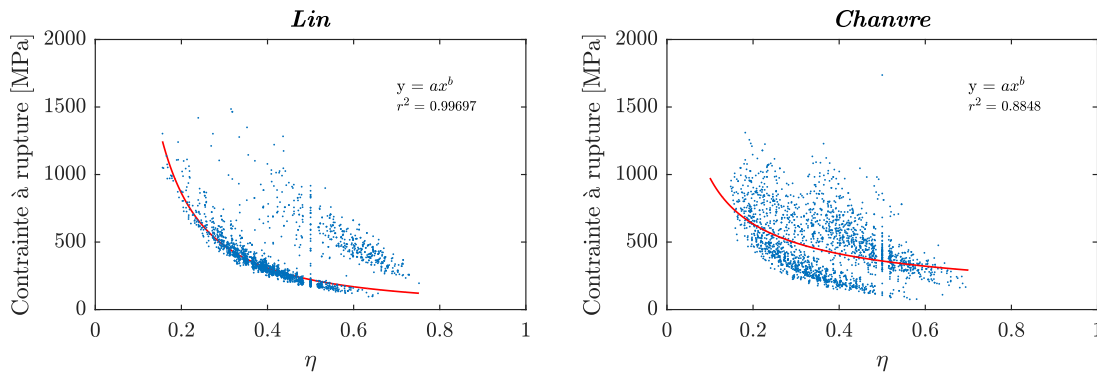 Lin
Contrainte à rupture [MPa]
2000
1500
1000
500
0
0
0.2
0.4
0.6
0.8
1
η
y = ax^b
r² = 0.99697
Chanvre
Contrainte à rupture [MPa]
2000
1500
1000
500
0
0
0.2
0.4
0.6
0.8
1
η
y = ax^b
r² = 0.8848